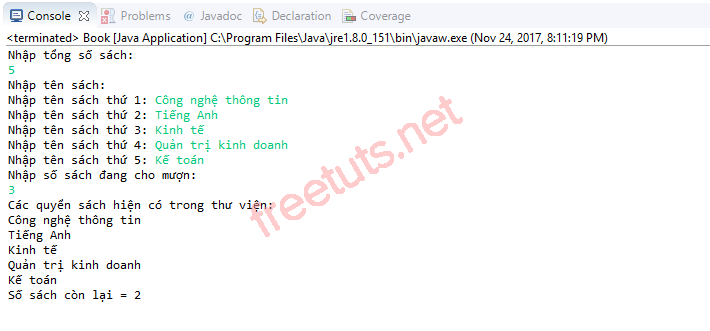 Console Problems @ Javadoc Declaration Coverage
<terminated> Book [Java Application] C:\Program Files\Java\jre1.8.0_151\bin\javaw.exe (Nov 24, 2017, 8:11:19 PM)
Nhập tổng số sách:
5
Nhập tên sách:
Nhập tên sách thứ 1: Công nghệ thông tin
Nhập tên sách thứ 2: Tiếng Anh
Nhập tên sách thứ 3: Kinh tế
Nhập tên sách thứ 4: Quản trị kinh doanh
Nhập tên sách thứ 5: Kế toán
Nhập số sách đang cho mượn:
3
Các quyển sách hiện có trong thư viện:
Công nghệ thông tin
Tiếng Anh
Kinh tế
Quản trị kinh doanh
Kế toán
Số sách còn lại = 2
freetuts.net